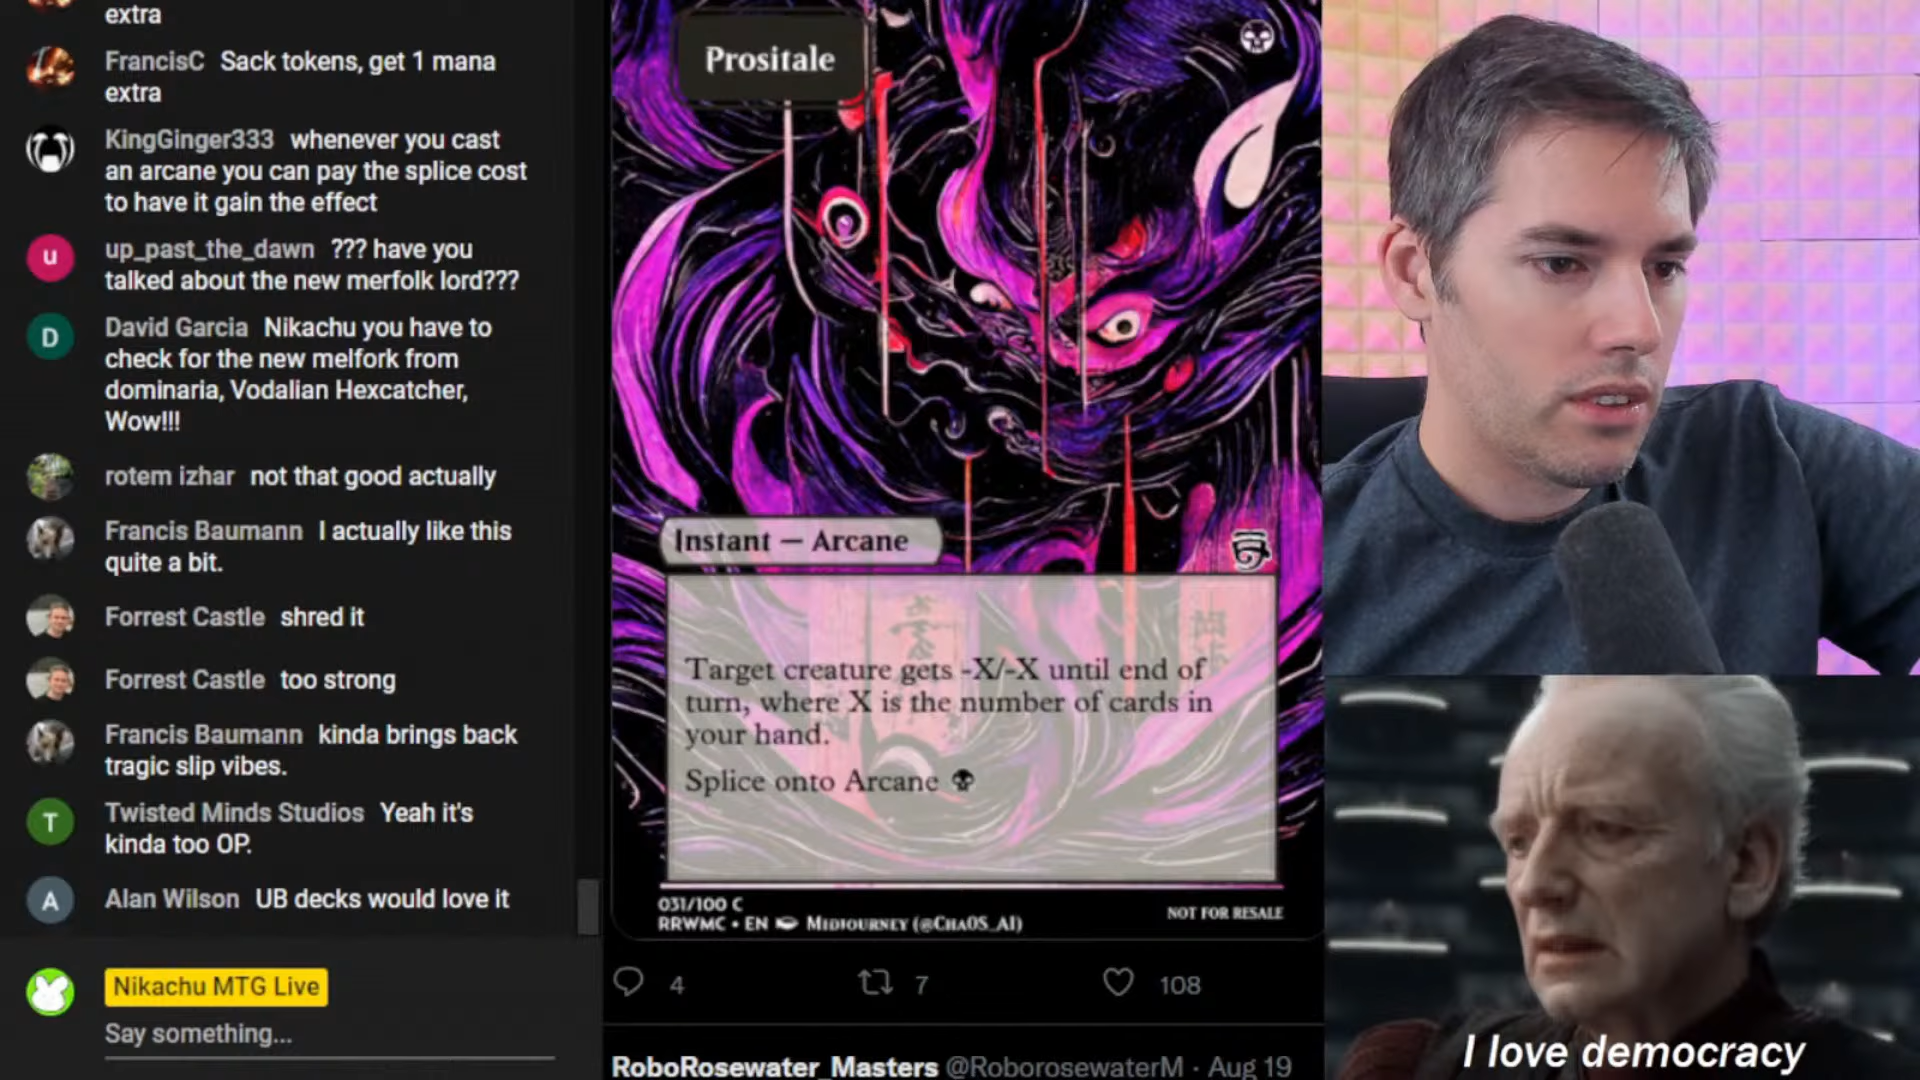 extra
FrancisC Sack tokens, get 1 mana
extra
KingGinger333 whenever you cast
an arcane you can pay the splice cost
to have it gain the effect
up_past_the_dawn ??? have you
talked about the new merfolk lord???
David Garcia Nikachu you have to
check for the new melfork from
dominaria, Vodalian Hexcatcher,
Wow!!!
rotem izhar not that good actually
Francis Baumann I actually like this
quite a bit.
Forrest Castle shred it
Forrest Castle too strong
Francis Baumann kinda brings back
tragic slip vibes.
Twisted Minds Studios Yeah it's
kinda too OP.
Alan Wilson UB decks would love it
Nikachu MTG Live
Say something...
u
D
T
A
Prositale
Instant — Arcane
Target creature gets -X/-X until end of
turn, where X is the number of cards in
your hand.
Splice onto Arcane
031/100 C
RRWMC • EN MIDJOURNEY (@CHAOS_AI)
NOT FOR RESALE
4
7
108
RoboRosewater_Masters @RoborosewaterM · Aug 19
I love democracy